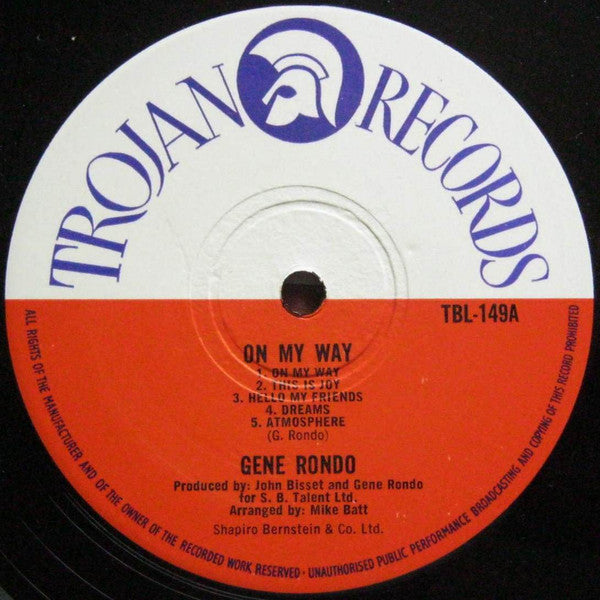 TROJAN RECORDS
TBL-149A
ON MY WAY
1. ON MY WAY
2. THIS IS JOY
3. HELLO MY FRIENDS
4. DREAMS
5. ATMOSPHERE
(G. Rondo)
GENE RONDO
Produced by: John Bisset and Gene Rondo
for S. B. Talent Ltd.
Arranged by: Mike Batt
Shapiro Bernstein & Co. Ltd.
ALL RIGHTS OF THE MANUFACTURER AND OF THE OWNER OF THE RECORDED WORK RESERVED · UNAUTHORISED PUBLIC PERFORMANCE BROADCASTING AND COPYING OF THIS RECORD PROHIBITED